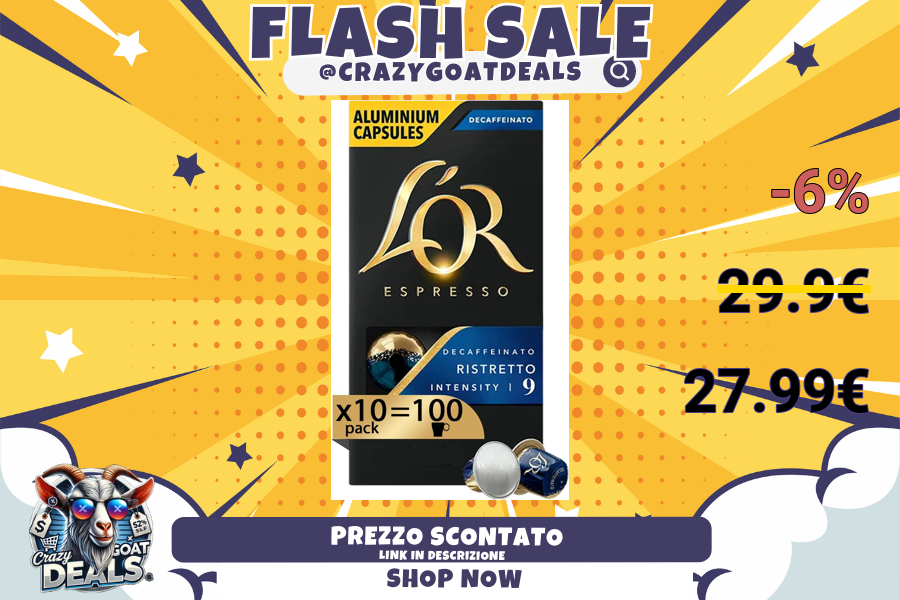 FLASH SALE
@CRAZYGOATDEALS
ALUMINIUM
CAPSULES
DECAFFEINATO
L'OR
ESPRESSO
DECAFFEINATO
RISTRETTO
INTENSITY | 9
x10=100
pack
-6%
29.9€
27.99€
$
52%
Crazy
GOAT
DEALS
PREZZO SCONTATO
LINK IN DESCRIZIONE
SHOP NOW